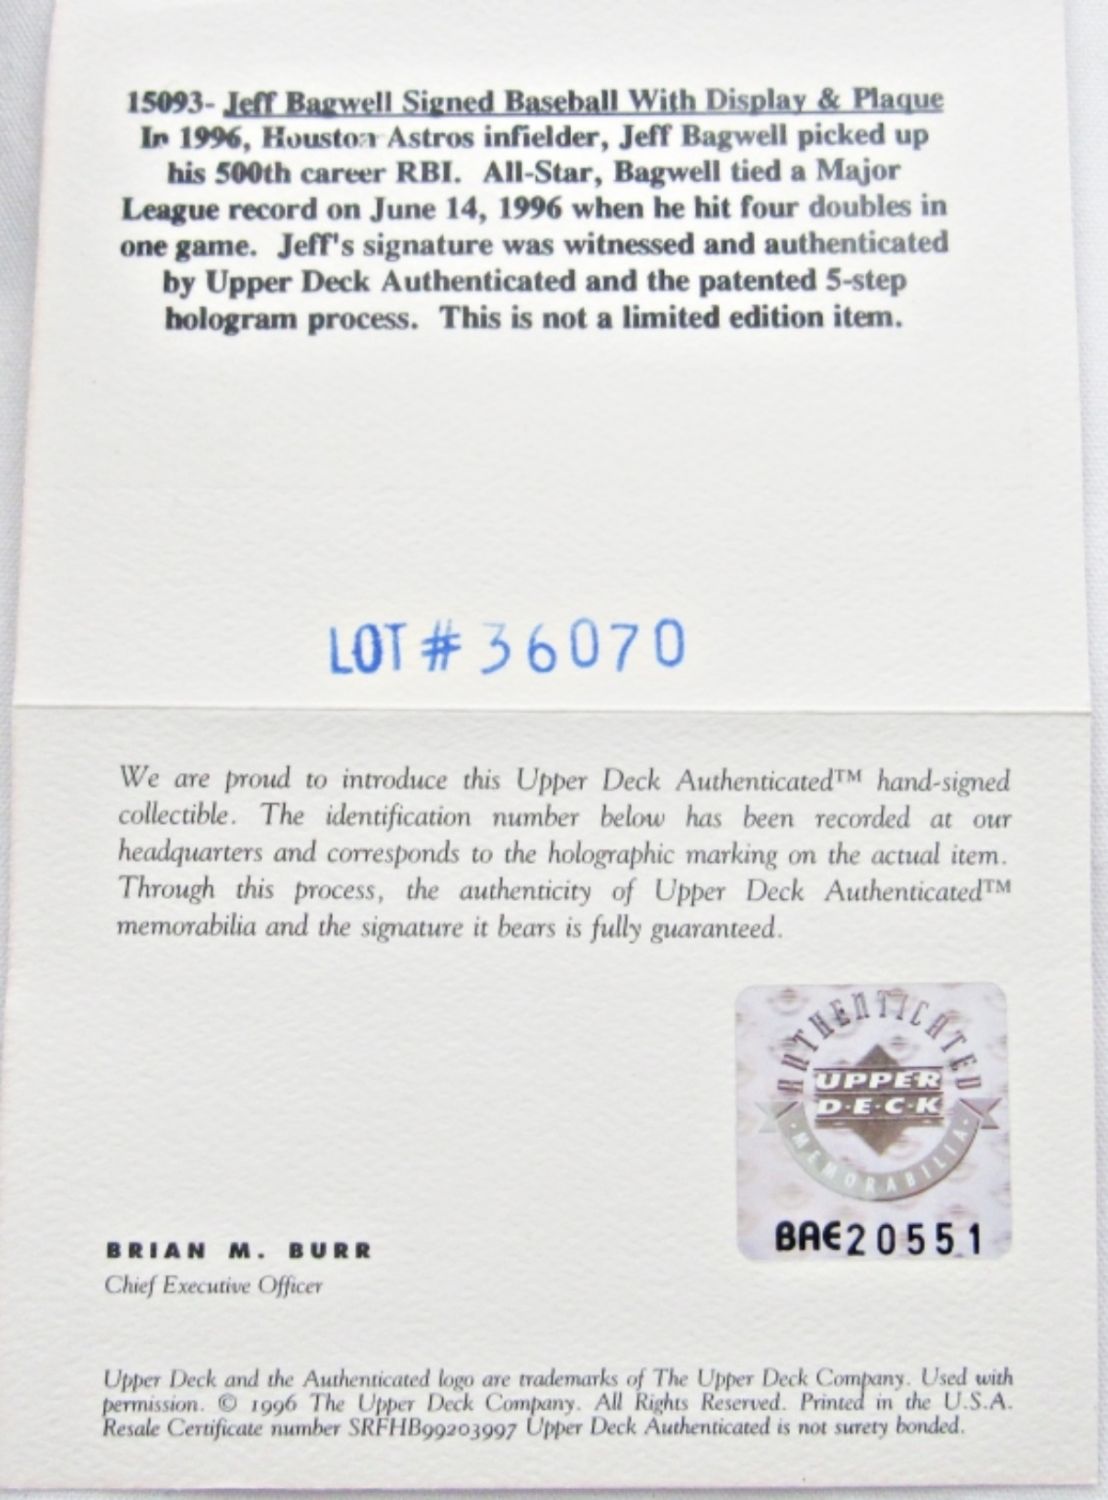 15093- Jeff Bagwell Signed Baseball With Display & Plaque
In 1996, Houston Astros infielder, Jeff Bagwell picked up
his 500th career RBI. All-Star, Bagwell tied a Major
League record on June 14, 1996 when he hit four doubles in
one game. Jeff's signature was witnessed and authenticated
by Upper Deck Authenticated and the patented 5-step
hologram process. This is not a limited edition item.
LOT # 36070
We are proud to introduce this Upper Deck Authenticated™ hand-signed
collectible. The identification number below has been recorded at our
headquarters and corresponds to the holographic marking on the actual item.
Through this process, the authenticity of Upper Deck Authenticated™
memorabilia and the signature it bears is fully guaranteed.
AUTHENTICATED
UPPER
D·E·C·K
·MEMORABILIA·
BAE20551
BRIAN M. BURR
Chief Executive Officer
Upper Deck and the Authenticated logo are trademarks of The Upper Deck Company. Used with
permission. © 1996 The Upper Deck Company. All Rights Reserved. Printed in the U.S.A.
Resale Certificate number SRFHB99203997 Upper Deck Authenticated is not surety bonded.